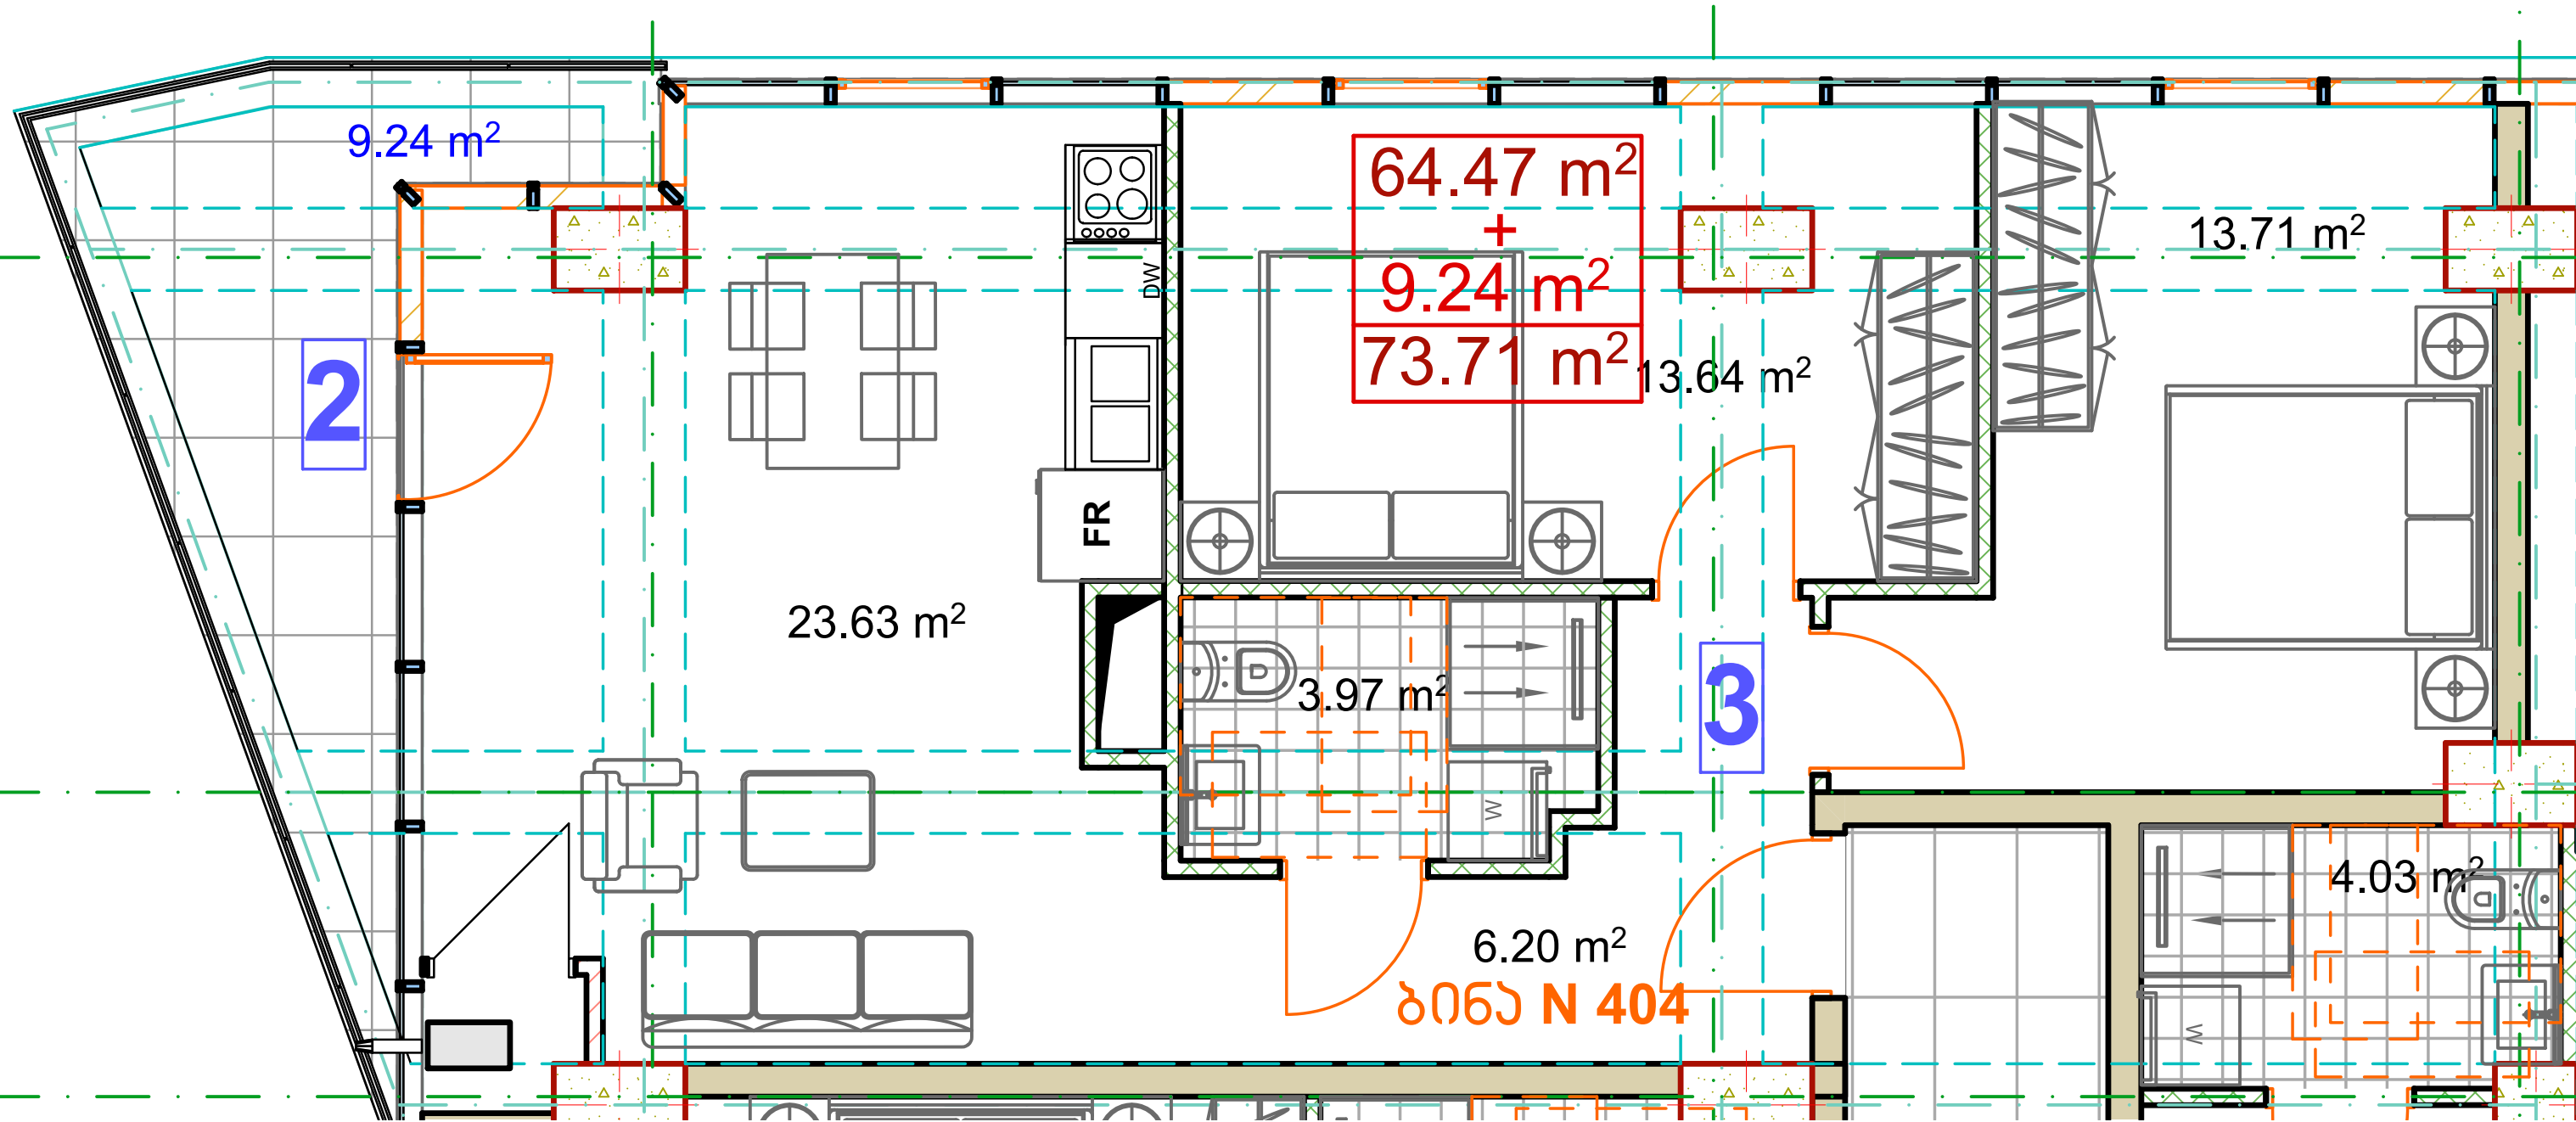 9.24 m²
64.47 m²
+
9.24 m²
73.71 m²
13.71 m²
DW
2
13.64 m²
FR
23.63 m²
3.97 m²
3
W
4.03 m²
6.20 m²
ბინა N 404
W